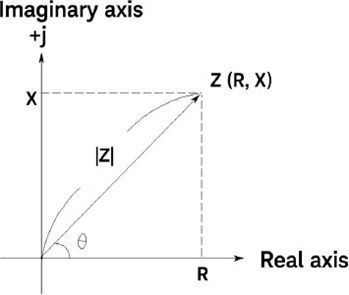 Imaginary axis
+j
Z (R, X)
X
|Z|
θ
Real axis
R